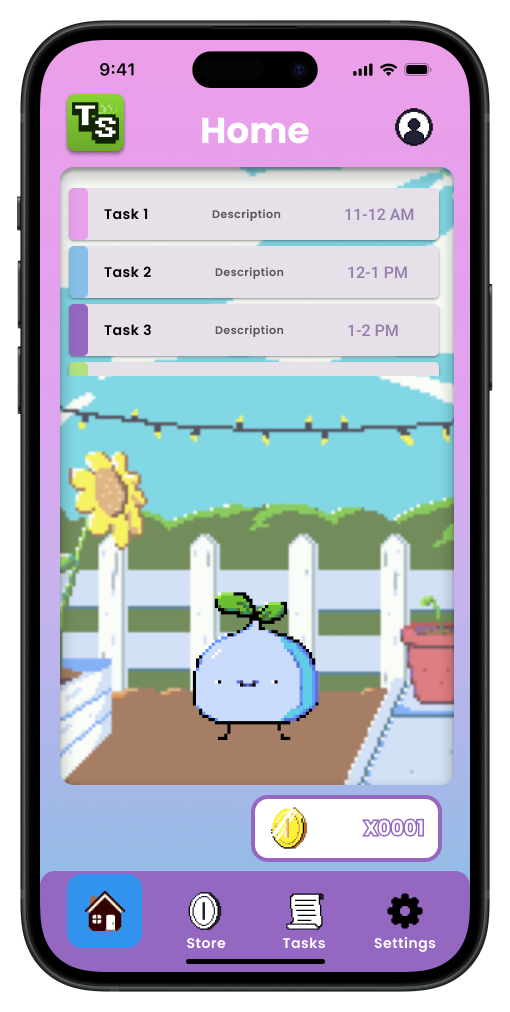 9:41
TS
Home
Task 1 Description 11-12 AM
Task 2 Description 12-1 PM
Task 3 Description 1-2 PM
X0001
Store Tasks Settings